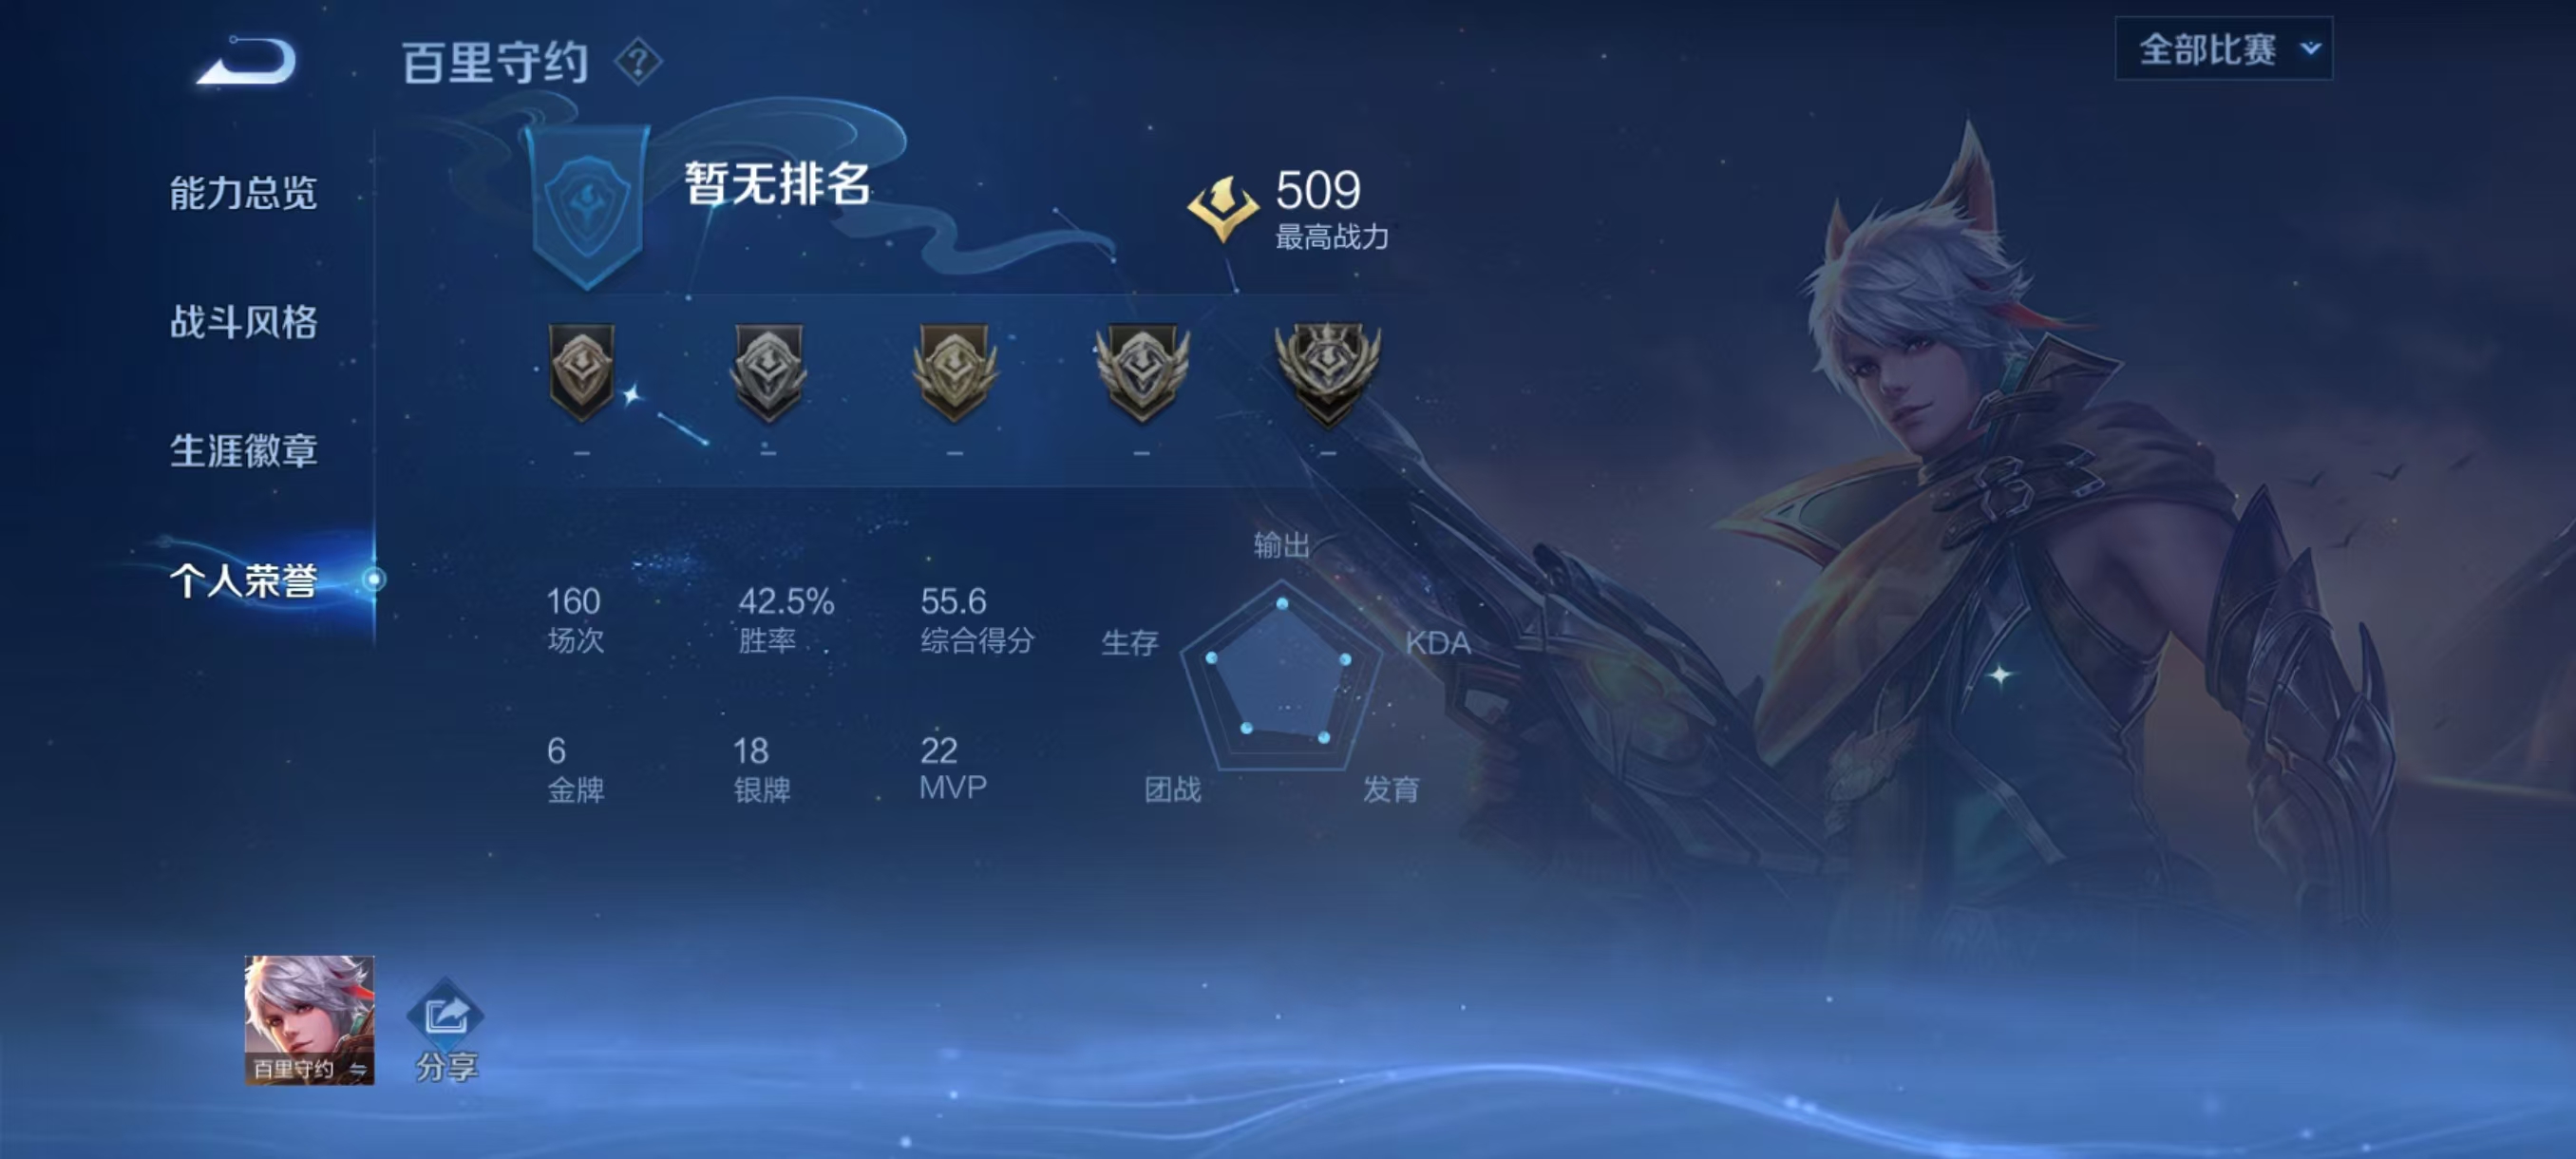 百里守约
?
全部比赛
能力总览
战斗风格
生涯徽章
个人荣誉
暂无排名
509
最高战力
–
–
–
–
–
160
场次
42.5%
胜率
55.6
综合得分
6
金牌
18
银牌
22
MVP
输出
生存
KDA
团战
发育
百里守约
分享